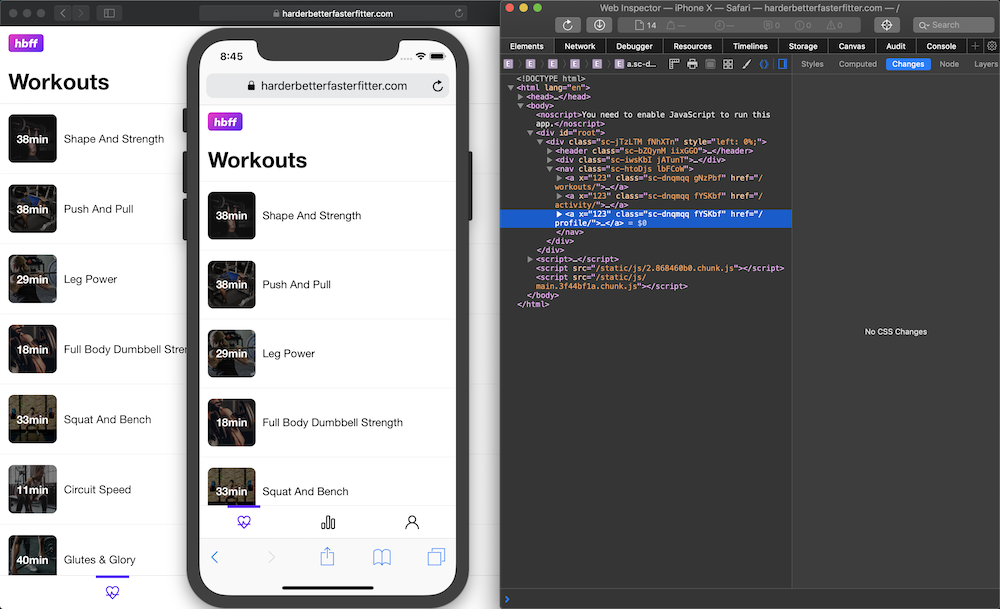 harderbetterfasterfitter.com
hbff
Workouts
38min Shape And Strength
38min Push And Pull
29min Leg Power
18min Full Body Dumbbell Stren
33min Squat And Bench
11min Circuit Speed
40min Glutes & Glory
8:45
harderbetterfasterfitter.com
hbff
Workouts
38min Shape And Strength
38min Push And Pull
29min Leg Power
18min Full Body Dumbbell Strength
33min Squat And Bench
Web Inspector — iPhone X — Safari — harderbetterfasterfitter.com — /
14 — — 0 0 0
Search
Elements Network Debugger Resources Timelines Storage Canvas Audit Console
E E E E E E a.sc-d...
Styles Computed Changes Node Layers
<!DOCTYPE html>
<html lang="en">
<head>…</head>
<body>
<noscript>You need to enable JavaScript to run this
app.</noscript>
<div id="root">
<div class="sc-jTzLTM fNhXTn" style="left: 0%;">
<header class="sc-bZQynM iixGGO">…</header>
<div class="sc-iwsKbI jATunT">…</div>
<nav class="sc-htoDjs lbFCoW">
<a x="123" class="sc-dnqmqq gNzPbf" href="/
workouts/">…</a>
<a x="123" class="sc-dnqmqq fYSKbf" href="/
activity/">…</a>
<a x="123" class="sc-dnqmqq fYSKbf" href="/
profile/">…</a> = $0
</nav>
</div>
</div>
<script>…</script>
<script src="/static/js/2.868460b0.chunk.js"></script>
<script src="/static/js/
main.3f44bf1a.chunk.js"></script>
</body>
</html>
No CSS Changes